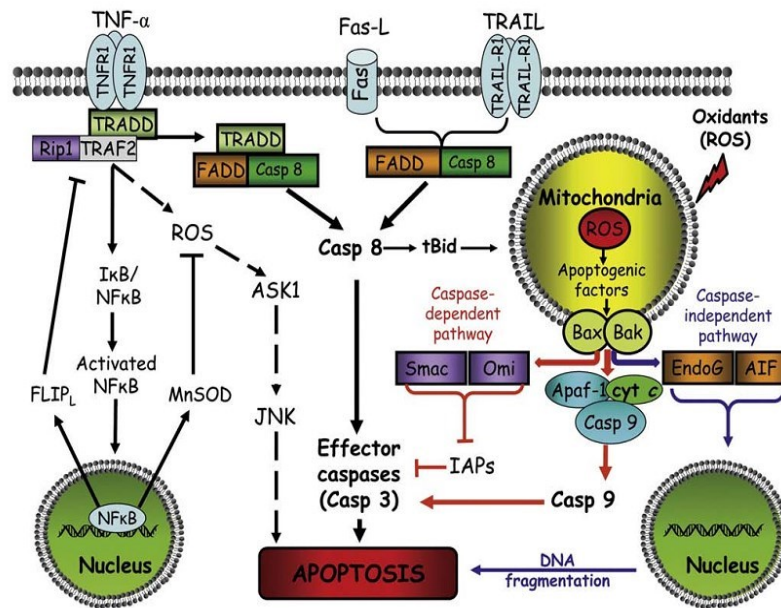 TNF-α
Fas-L
TRAIL
TNFR1
TNFR1
Fas
TRAIL-R1
TRAIL-R1
TRADD
Rip1
TRAF2
TRADD
FADD
Casp 8
FADD
Casp 8
Oxidants
(ROS)
Mitochondria
ROS
Apoptogenic
factors
Bax
Bak
ROS
Casp 8
tBid
IκB/
NFκB
ASK1
Caspase-
dependent
pathway
Caspase-
independent
pathway
Activated
NFκB
Smac
Omi
EndoG
AIF
FLIPL
MnSOD
Apaf-1
cyt c
Casp 9
JNK
Effector
caspases
(Casp 3)
IAPs
Casp 9
NFκB
Nucleus
Nucleus
APOPTOSIS
DNA
fragmentation